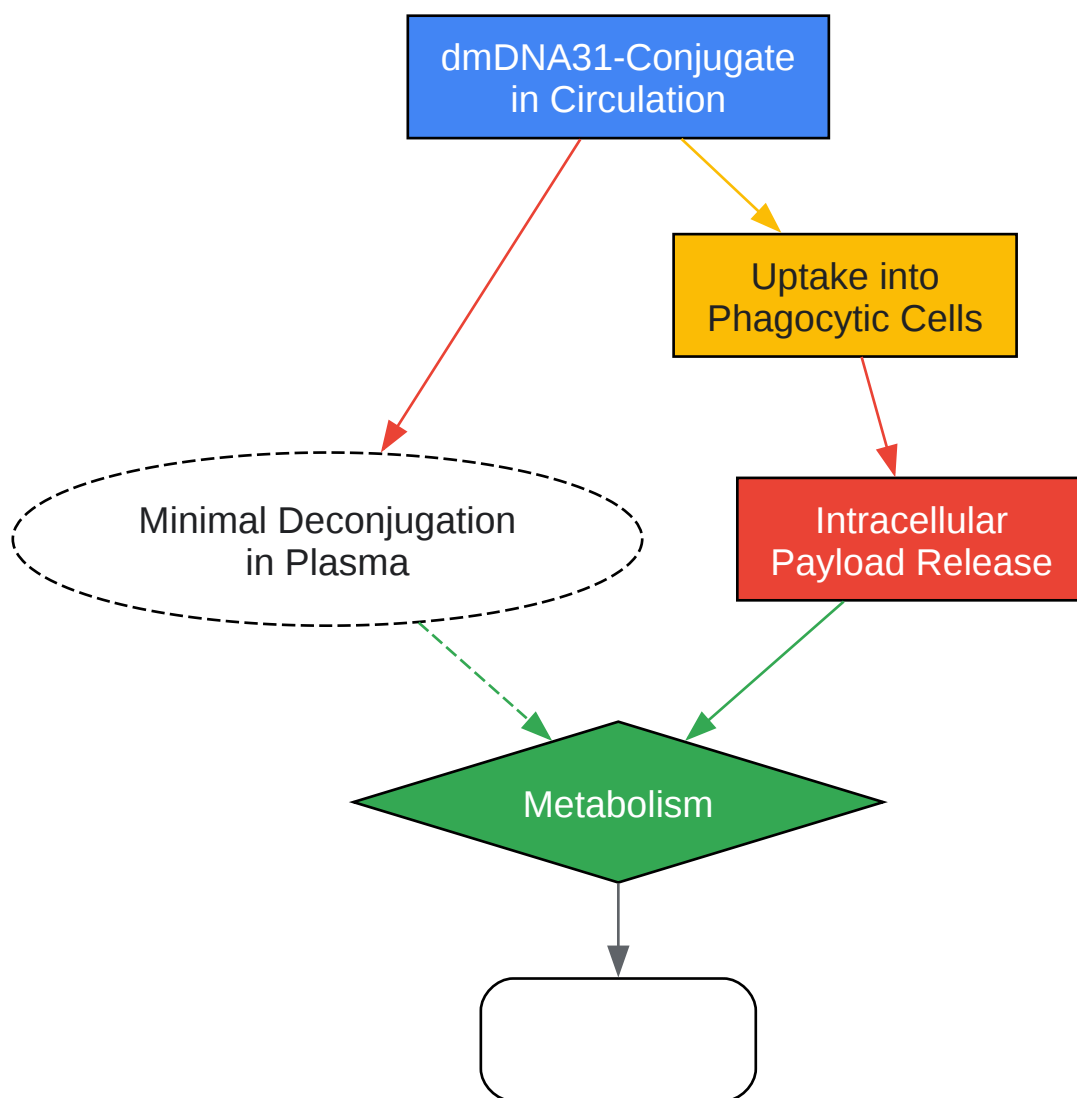 dmDNA31-Conjugate
in Circulation
Uptake into
Phagocytic Cells
Minimal Deconjugation
in Plasma
Intracellular
Payload Release
Metabolism